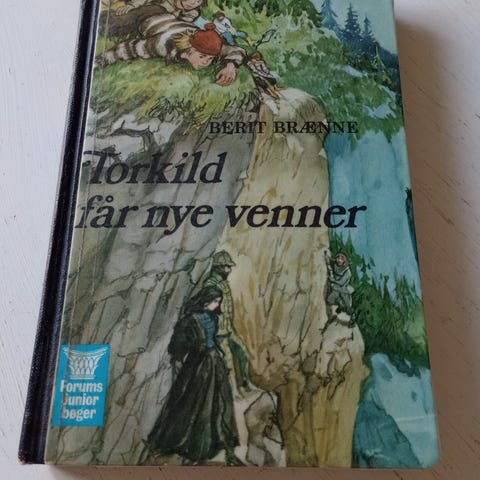 BERIT BRÆNNE
Torkild
får nye venner
Forums
Junior
bøger